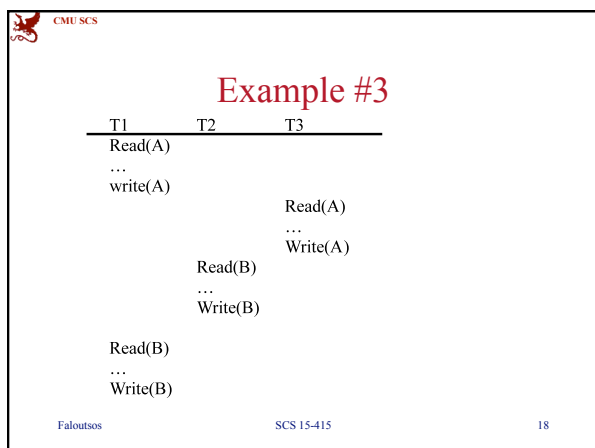 CMU SCS
Example #3
T1 T2 T3
Read(A)
…
write(A)
Read(A)
…
Write(A)
Read(B)
…
Write(B)
Read(B)
…
Write(B)
Faloutsos SCS 15-415 18